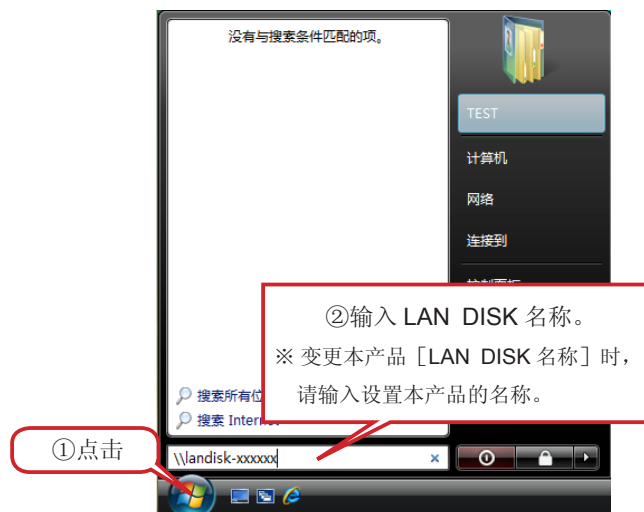 没有与搜索条件匹配的项。
TEST
计算机
网络
连接到
②输入 LAN DISK 名称。
※ 变更本产品［LAN DISK 名称］时，
请输入设置本产品的名称。
搜索所有位
搜索 Inter
①点击
\\landisk-xxxxxx